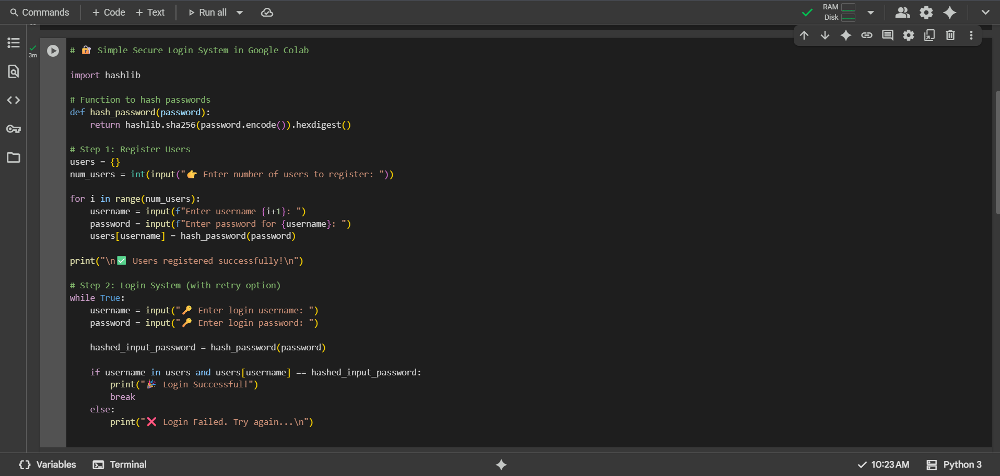 Commands + Code + Text Run all RAM Disk
3m
# 🔐 Simple Secure Login System in Google Colab
import hashlib
# Function to hash passwords
def hash_password(password):
    return hashlib.sha256(password.encode()).hexdigest()
# Step 1: Register Users
users = {}
num_users = int(input("👉 Enter number of users to register: "))
for i in range(num_users):
    username = input(f"Enter username {i+1}: ")
    password = input(f"Enter password for {username}: ")
    users[username] = hash_password(password)
print("\n✅ Users registered successfully!\n")
# Step 2: Login System (with retry option)
while True:
    username = input("🔑 Enter login username: ")
    password = input("🔑 Enter login password: ")
    hashed_input_password = hash_password(password)
    if username in users and users[username] == hashed_input_password:
        print("🎉 Login Successful!")
        break
    else:
        print("❌ Login Failed. Try again...\n")
{} Variables Terminal 10:23 AM Python 3